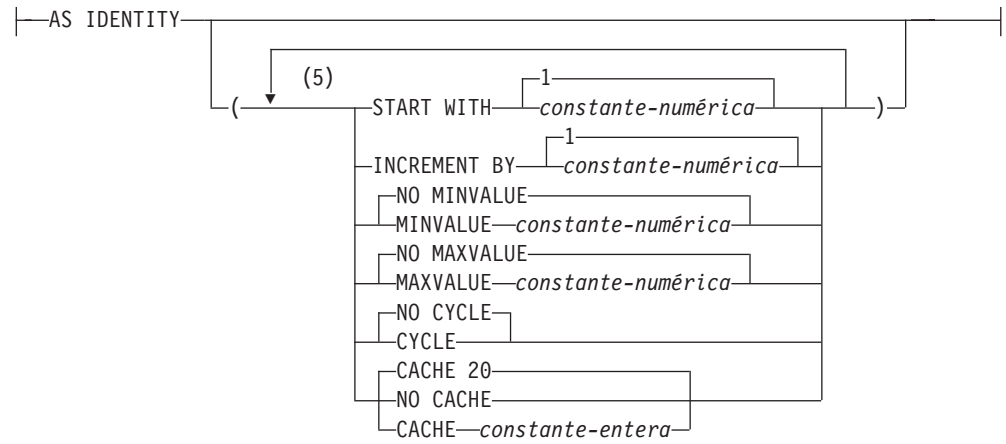 AS IDENTITY
(5)
1
( START WITH constante-numérica )
1
INCREMENT BY constante-numérica
NO MINVALUE
MINVALUE constante-numérica
NO MAXVALUE
MAXVALUE constante-numérica
NO CYCLE
CYCLE
CACHE 20
NO CACHE
CACHE constante-entera